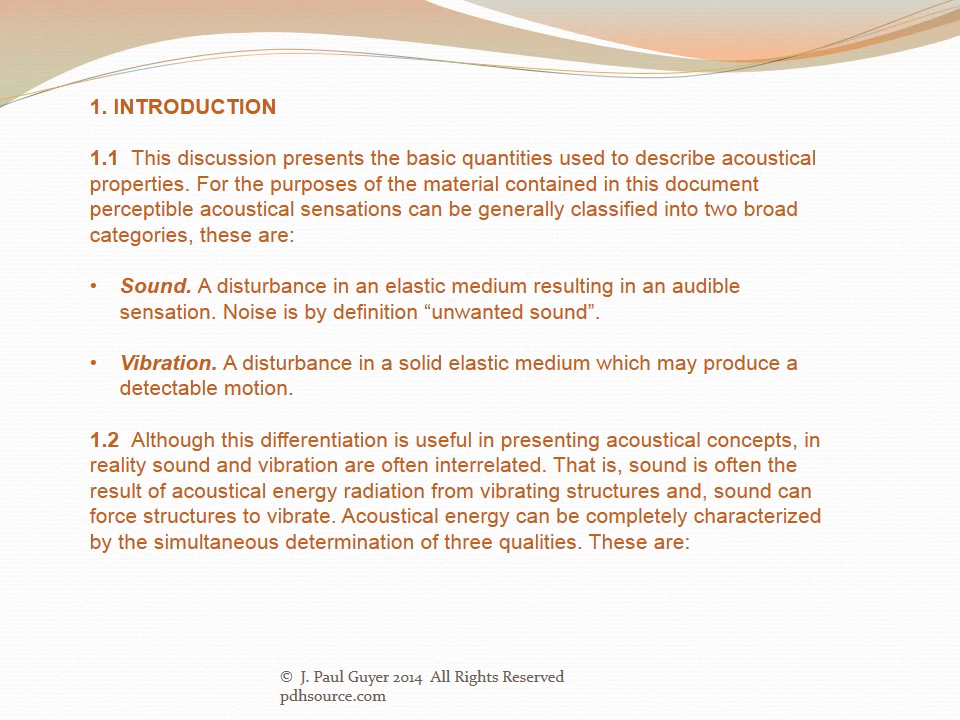 1. INTRODUCTION
1.1 This discussion presents the basic quantities used to describe acoustical
properties. For the purposes of the material contained in this document
perceptible acoustical sensations can be generally classified into two broad
categories, these are:
• Sound. A disturbance in an elastic medium resulting in an audible
sensation. Noise is by definition “unwanted sound”.
• Vibration. A disturbance in a solid elastic medium which may produce a
detectable motion.
1.2 Although this differentiation is useful in presenting acoustical concepts, in
reality sound and vibration are often interrelated. That is, sound is often the
result of acoustical energy radiation from vibrating structures and, sound can
force structures to vibrate. Acoustical energy can be completely characterized
by the simultaneous determination of three qualities. These are:
© J. Paul Guyer 2014 All Rights Reserved
pdhsource.com